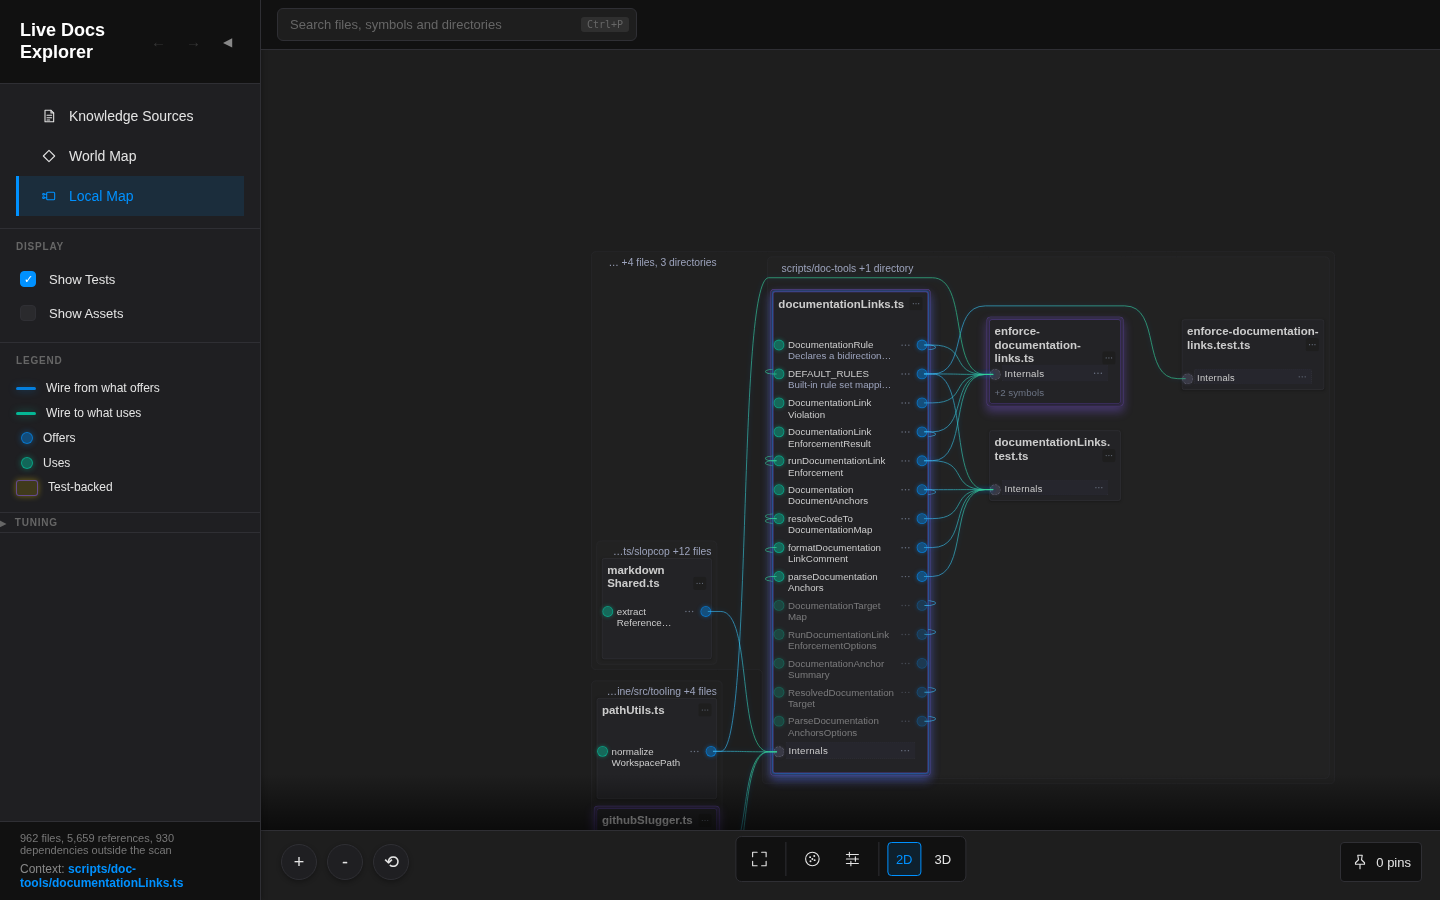 Live Docs
Explorer
← → ◀
Search files, symbols and directories
Ctrl+P
Knowledge Sources
World Map
Local Map
DISPLAY
✓ Show Tests
Show Assets
LEGEND
Wire from what offers
Wire to what uses
Offers
Uses
Test-backed
▶ TUNING
962 files, 5,659 references, 930
dependencies outside the scan
Context: scripts/doc-
tools/documentationLinks.ts
… +4 files, 3 directories
scripts/doc-tools +1 directory
documentationLinks.ts ···
DocumentationRule ···
Declares a bidirection…
DEFAULT_RULES ···
Built-in rule set mappi…
DocumentationLink ···
Violation
DocumentationLink ···
EnforcementResult
runDocumentationLink ···
Enforcement
Documentation ···
DocumentAnchors
resolveCodeTo ···
DocumentationMap
formatDocumentation ···
LinkComment
parseDocumentation ···
Anchors
DocumentationTarget ···
Map
RunDocumentationLink ···
EnforcementOptions
DocumentationAnchor ···
Summary
ResolvedDocumentation ···
Target
ParseDocumentation ···
AnchorsOptions
Internals ···
enforce-
documentation-
links.ts ···
Internals ···
+2 symbols
enforce-documentation-
links.test.ts ···
Internals ···
documentationLinks.
test.ts ···
Internals ···
…ts/slopcop +12 files
markdown
Shared.ts ···
extract ···
Reference…
…ine/src/tooling +4 files
pathUtils.ts ···
normalize ···
WorkspacePath
githubSlugger.ts ···
+ - ⟲
2D 3D
0 pins